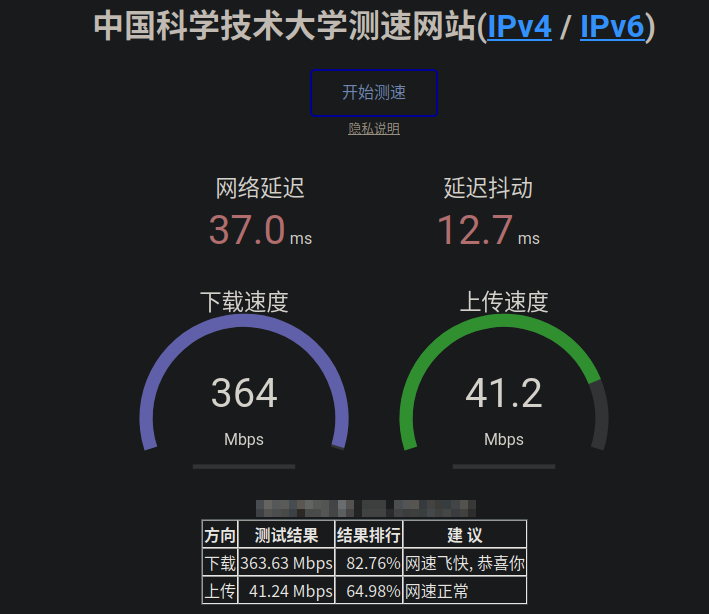 中国科学技术大学测速网站(IPv4 / IPv6)
开始测速
隐私说明
网络延迟 延迟抖动
37.0 ms 12.7 ms
下载速度 上传速度
364 41.2
Mbps Mbps
方向 测试结果 结果排行 建 议
下载 363.63 Mbps 82.76% 网速飞快, 恭喜你
上传 41.24 Mbps 64.98% 网速正常